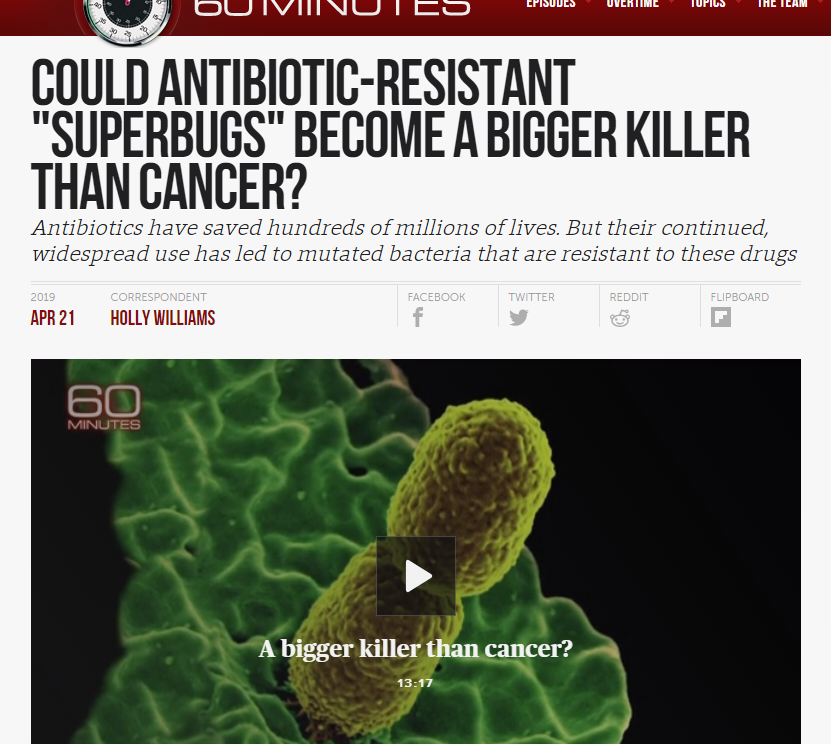 60 MINUTES
EPISODES OVERTIME TOPICS THE TEAM
COULD ANTIBIOTIC-RESISTANT
"SUPERBUGS" BECOME A BIGGER KILLER
THAN CANCER?
Antibiotics have saved hundreds of millions of lives. But their continued,
widespread use has led to mutated bacteria that are resistant to these drugs
2019 CORRESPONDENT FACEBOOK TWITTER REDDIT FLIPBOARD
APR 21 HOLLY WILLIAMS
60
MINUTES
A bigger killer than cancer?
13:17